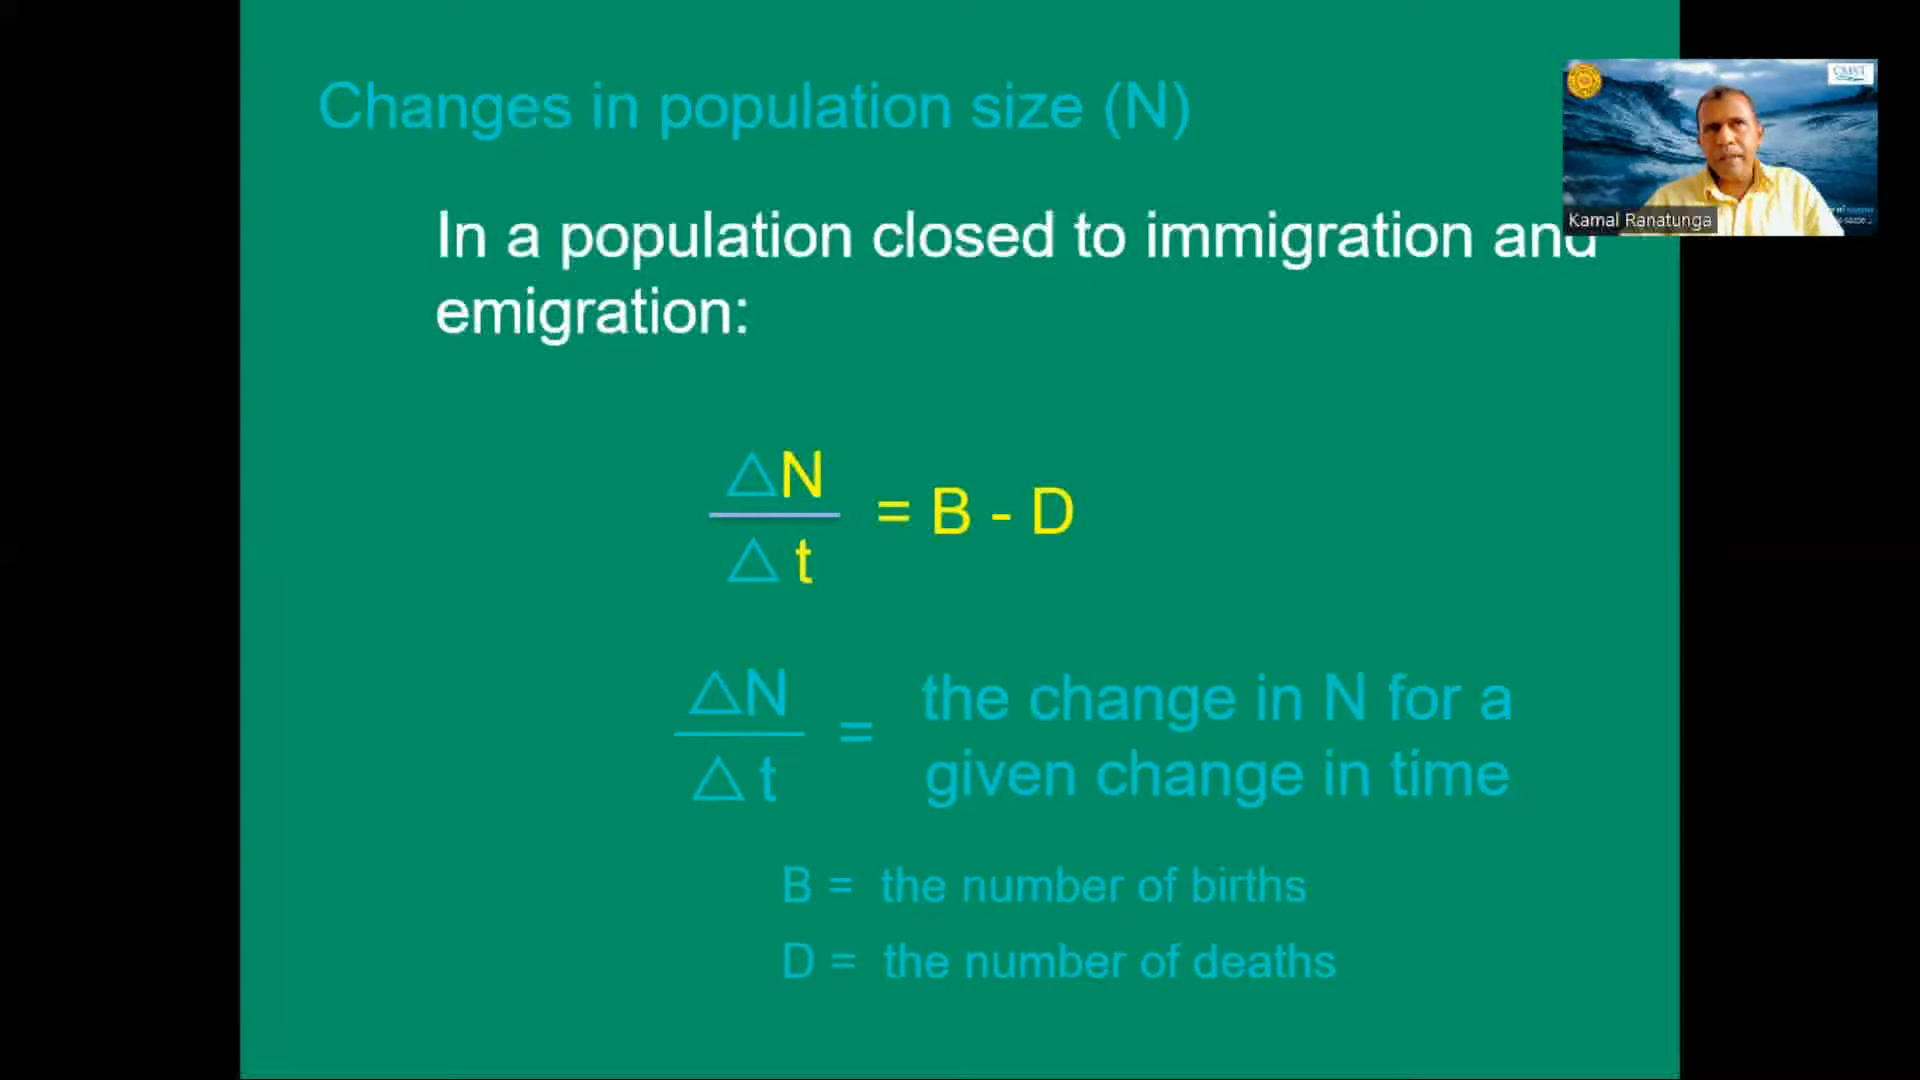 Changes in population size (N)
In a population closed to immigration and
emigration:
△N
△ t
= B - D
△N
△ t
=
the change in N for a
given change in time
B = the number of births
D = the number of deaths
Kamal Ranatunga